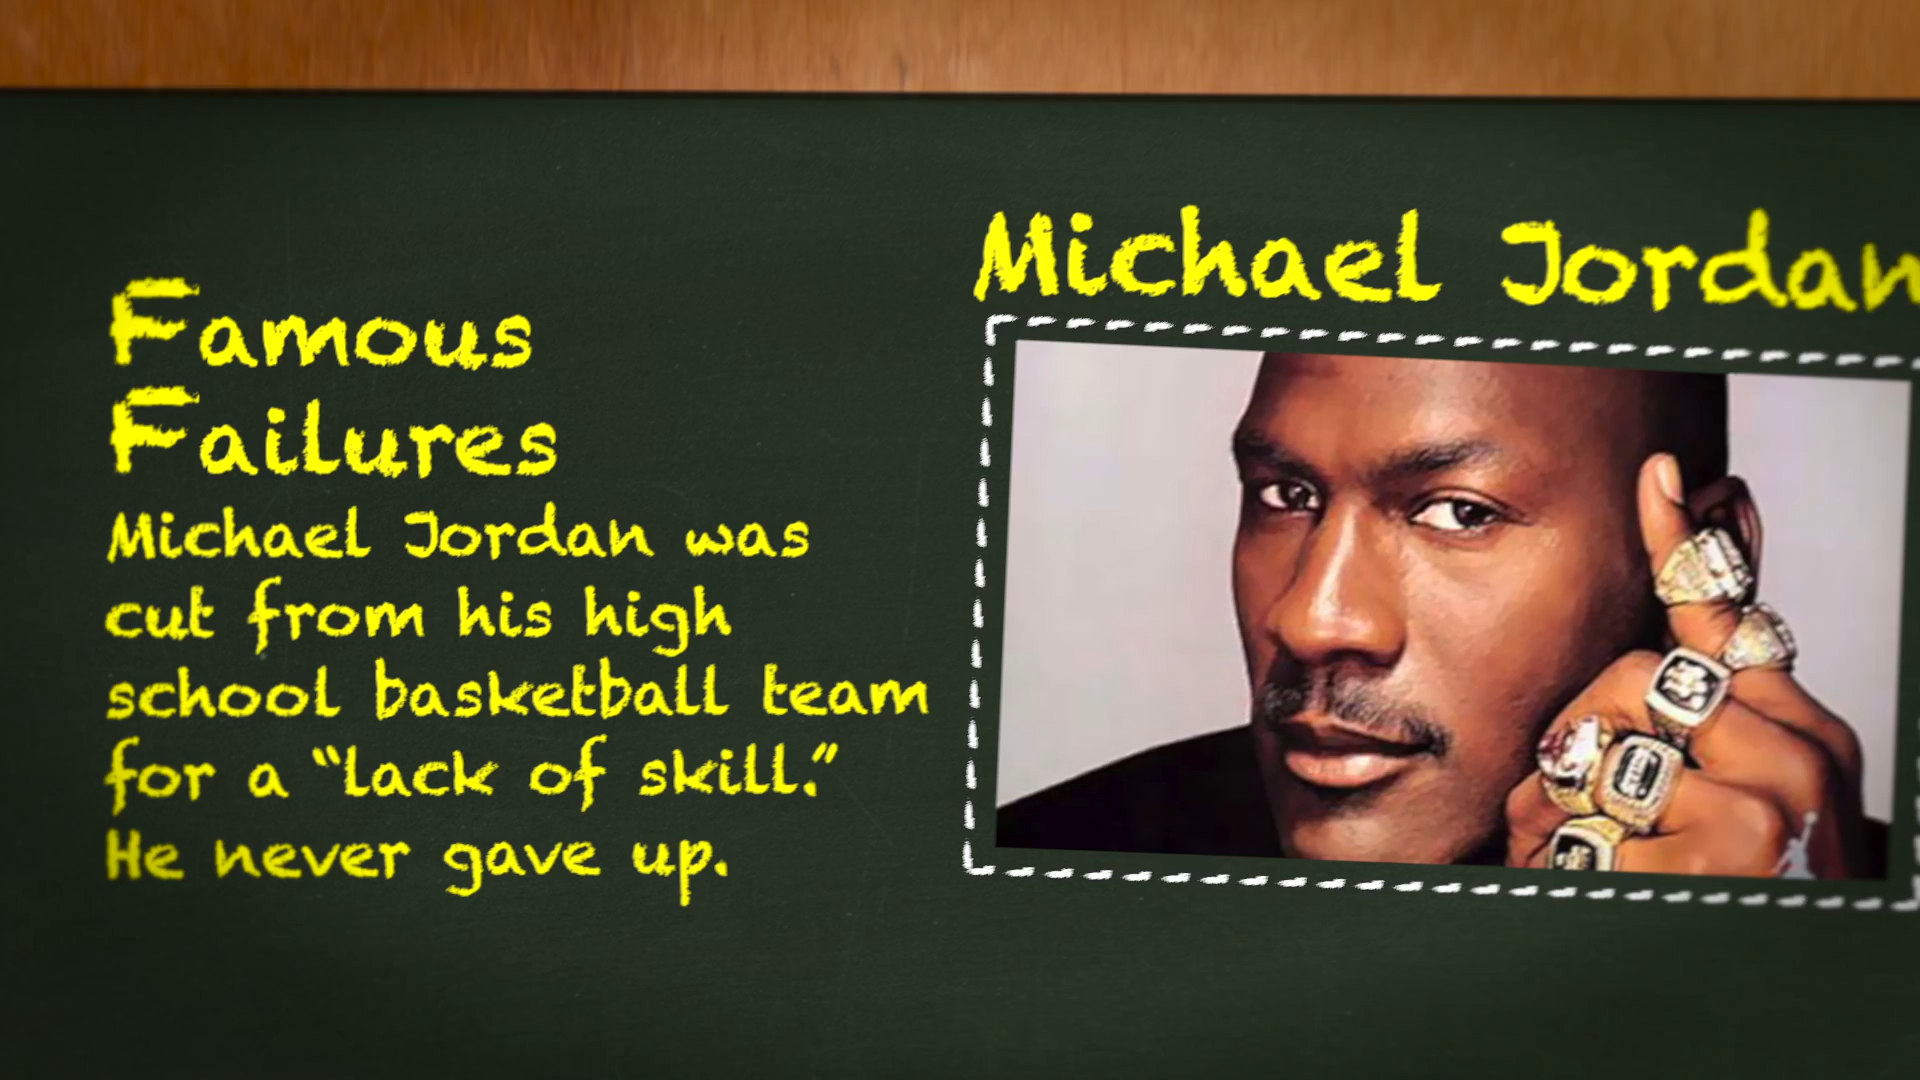 Famous
Failures
Michael Jordan was
cut from his high
school basketball team
for a “lack of skill.”
He never gave up.
Michael Jordan